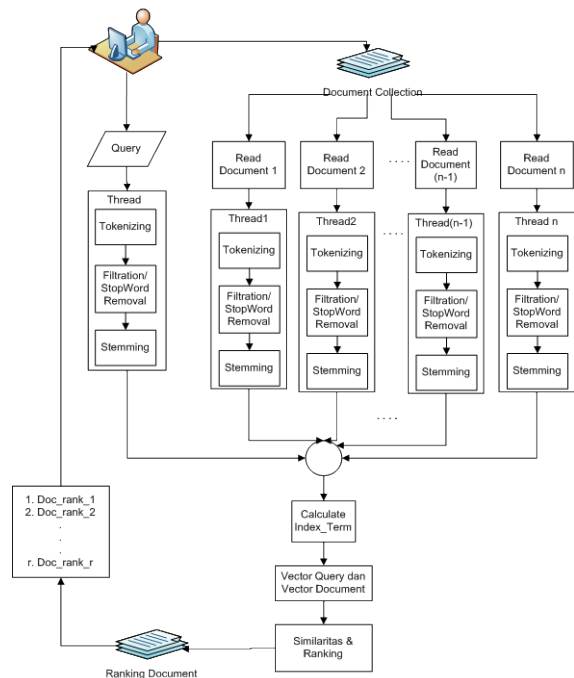 Document Collection
Query
Read
Document 1
Read
Document 2
. . . .
Read
Document
(n-1)
Read
Document n
Thread
Tokenizing
Filtration/
StopWord
Removal
Stemming
Thread1
Tokenizing
Filtration/
StopWord
Removal
Stemming
Thread2
Tokenizing
Filtration/
StopWord
Removal
Stemming
. . . .
Thread(n-1)
Tokenizing
Filtration/
StopWord
Removal
Stemming
Thread n
Tokenizing
Filtration/
StopWord
Removal
Stemming
. . . .
Calculate
Index_Term
Vector Query dan
Vector Document
Similaritas &
Ranking
Ranking Document
1. Doc_rank_1
2. Doc_rank_2
.
.
.
r. Doc_rank_r